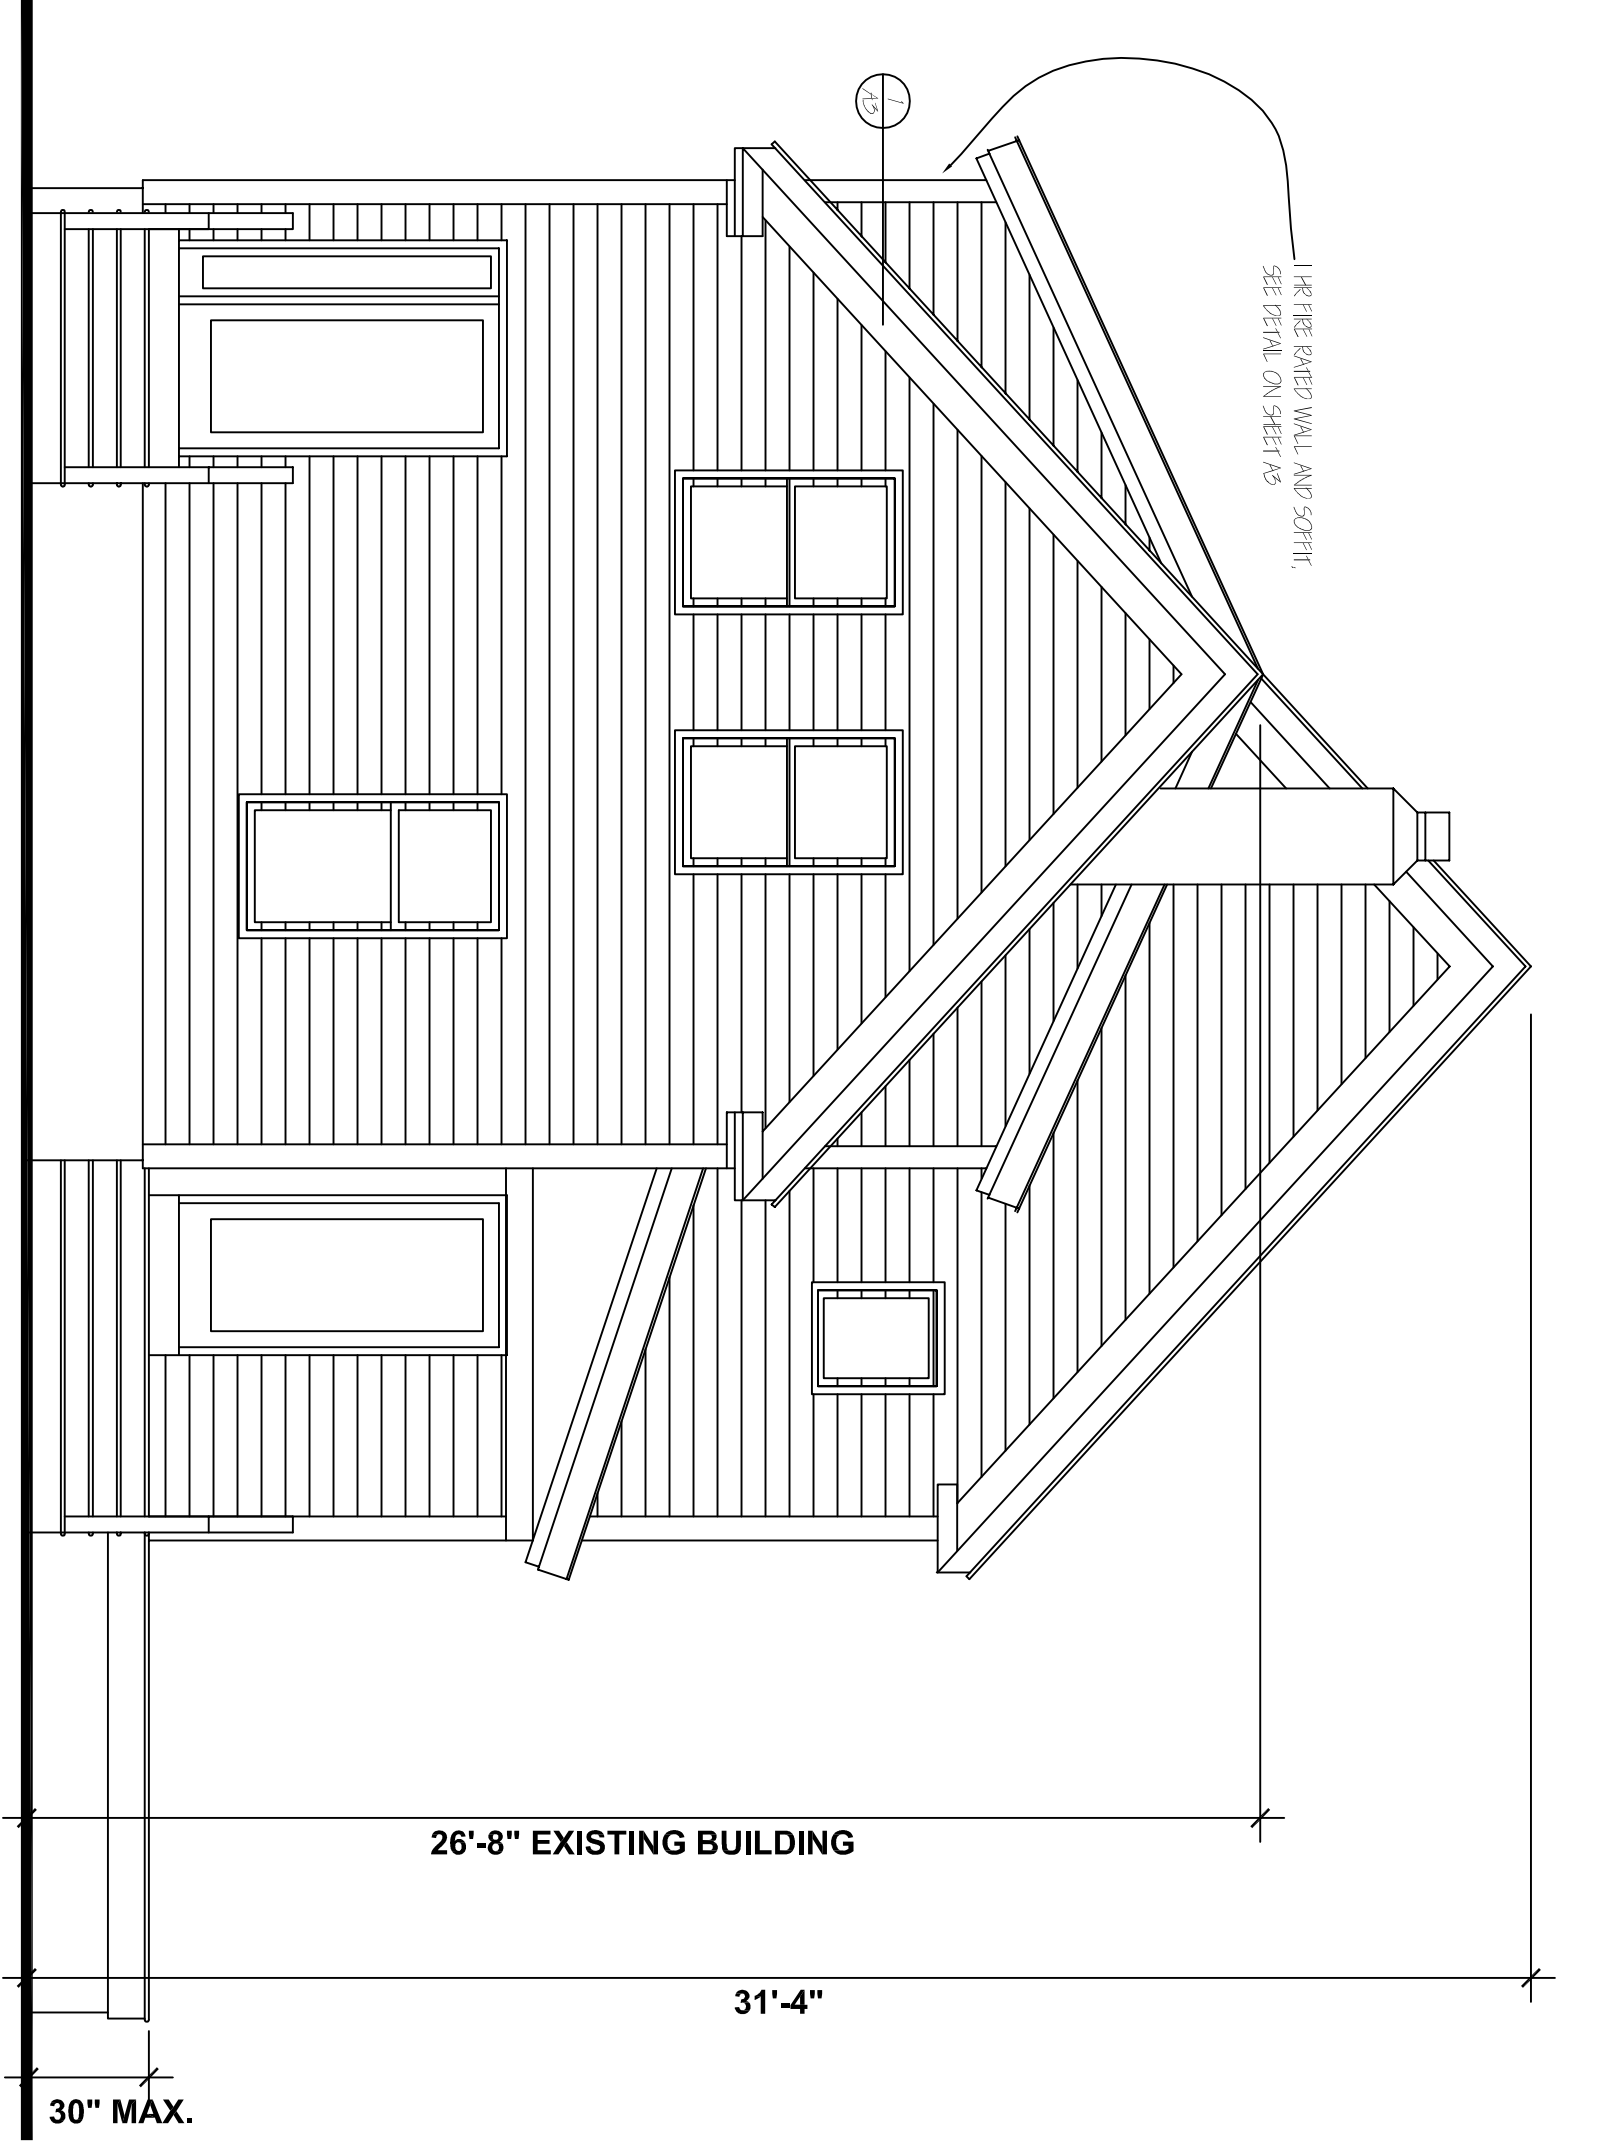 1
A3
1 HR FIRE RATED WALL AND SOFFIT,
SEE DETAIL ON SHEET A3
26'-8" EXISTING BUILDING
31'-4"
30" MAX.